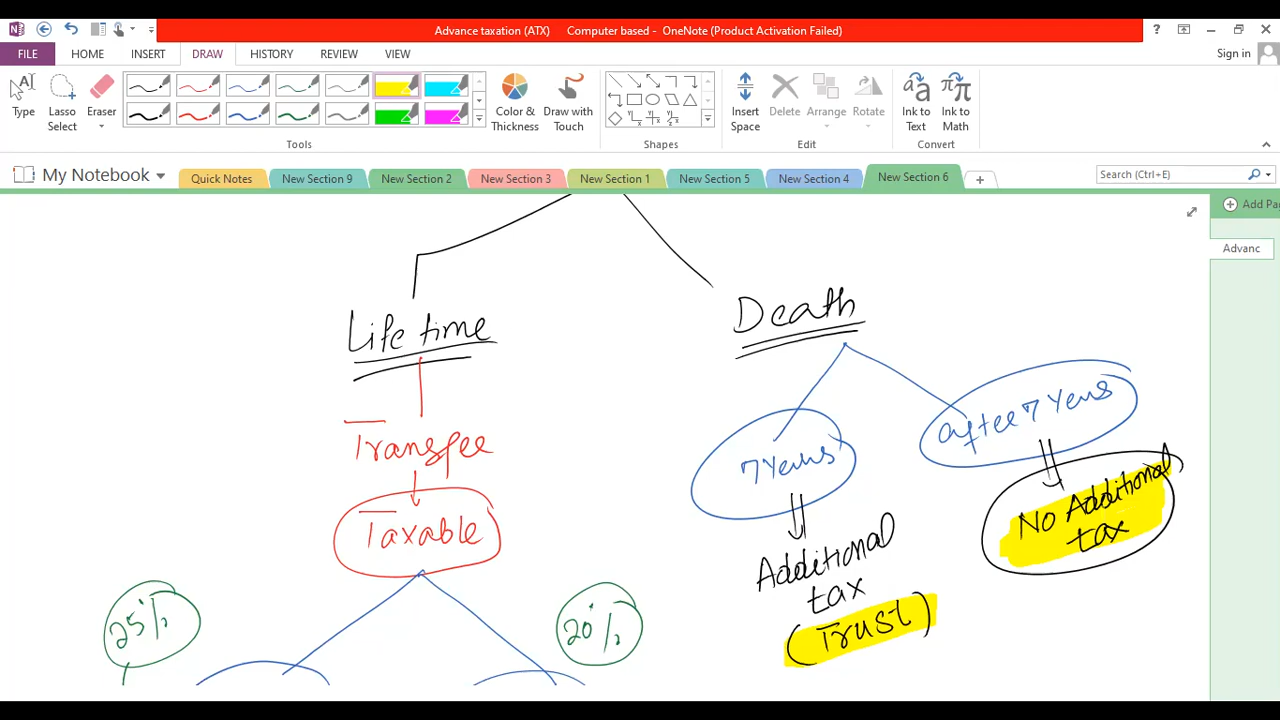 Advance taxation (ATX)   Computer based -  OneNote (Product Activation Failed)
FILE HOME INSERT DRAW HISTORY REVIEW VIEW
Sign in
Type
Lasso Select
Eraser
Color & Thickness
Draw with Touch
Insert Space
Delete
Arrange
Rotate
Ink to Text
Ink to Math
Tools Shapes Edit Convert
My Notebook Quick Notes New Section 9 New Section 2 New Section 3 New Section 1 New Section 5 New Section 4 New Section 6
Search (Ctrl+E)
Add Pag
Advanc
Life time
Death
Transfee
Taxable
25%
20%
7 Years
Additional
tax
(Trust)
aftee 7 Yeus
No Additional
tax